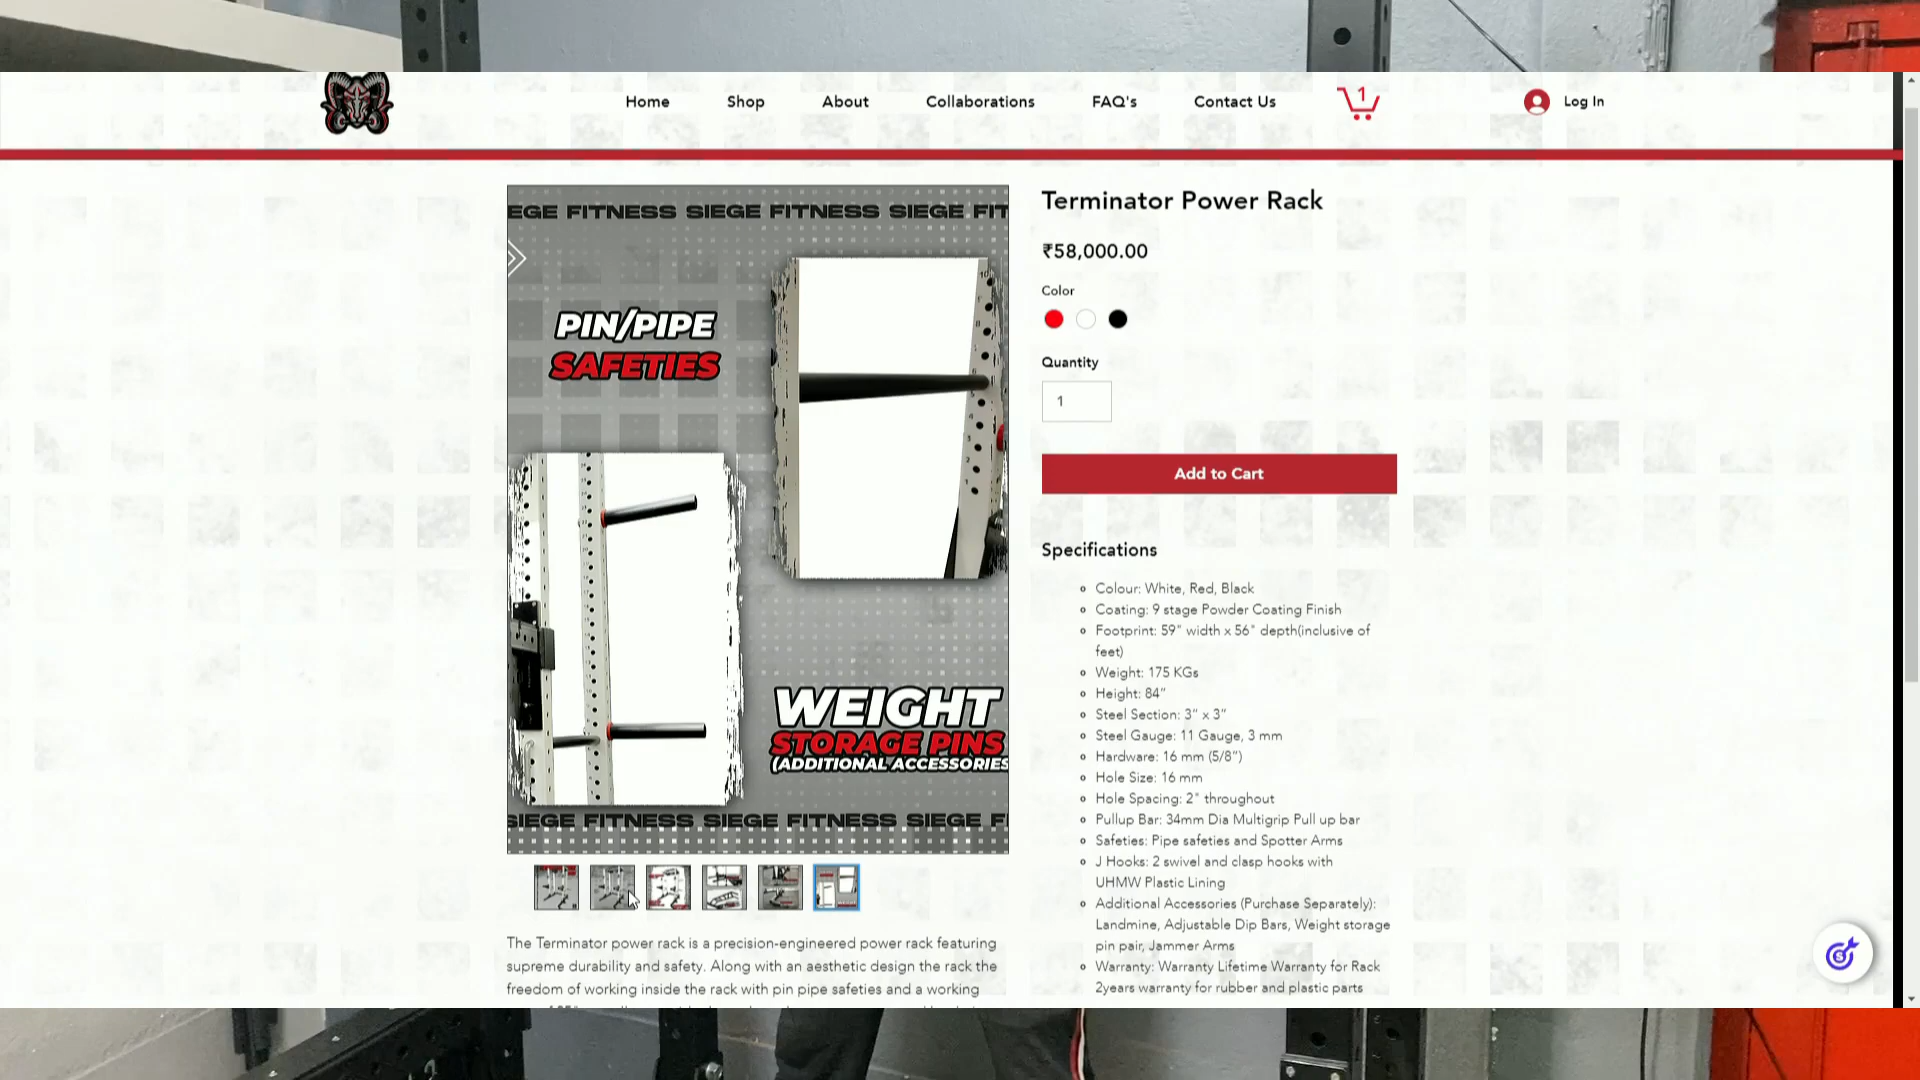 Home Shop About Collaborations FAQ's Contact Us 1 Log In
EGE FITNESS SIEGE FITNESS SIEGE FIT
PIN/PIPE
SAFETIES
WEIGHT
STORAGE PINS
(ADDITIONAL ACCESSORIES
SIEGE FITNESS SIEGE FITNESS SIEGE F
The Terminator power rack is a precision-engineered power rack featuring
supreme durability and safety. Along with an aesthetic design the rack the
freedom of working inside the rack with pin pipe safeties and a working
Terminator Power Rack
₹58,000.00
Color
Quantity
1
Add to Cart
Specifications
Colour: White, Red, Black
Coating: 9 stage Powder Coating Finish
Footprint: 59" width x 56" depth(inclusive of
feet)
Weight: 175 KGs
Height: 84”
Steel Section: 3” x 3”
Steel Gauge: 11 Gauge, 3 mm
Hardware: 16 mm (5/8”)
Hole Size: 16 mm
Hole Spacing: 2" throughout
Pullup Bar: 34mm Dia Multigrip Pull up bar
Safeties: Pipe safeties and Spotter Arms
J Hooks: 2 swivel and clasp hooks with
UHMW Plastic Lining
Additional Accessories (Purchase Separately):
Landmine, Adjustable Dip Bars, Weight storage
pin pair, Jammer Arms
Warranty: Warranty Lifetime Warranty for Rack
2years warranty for rubber and plastic parts